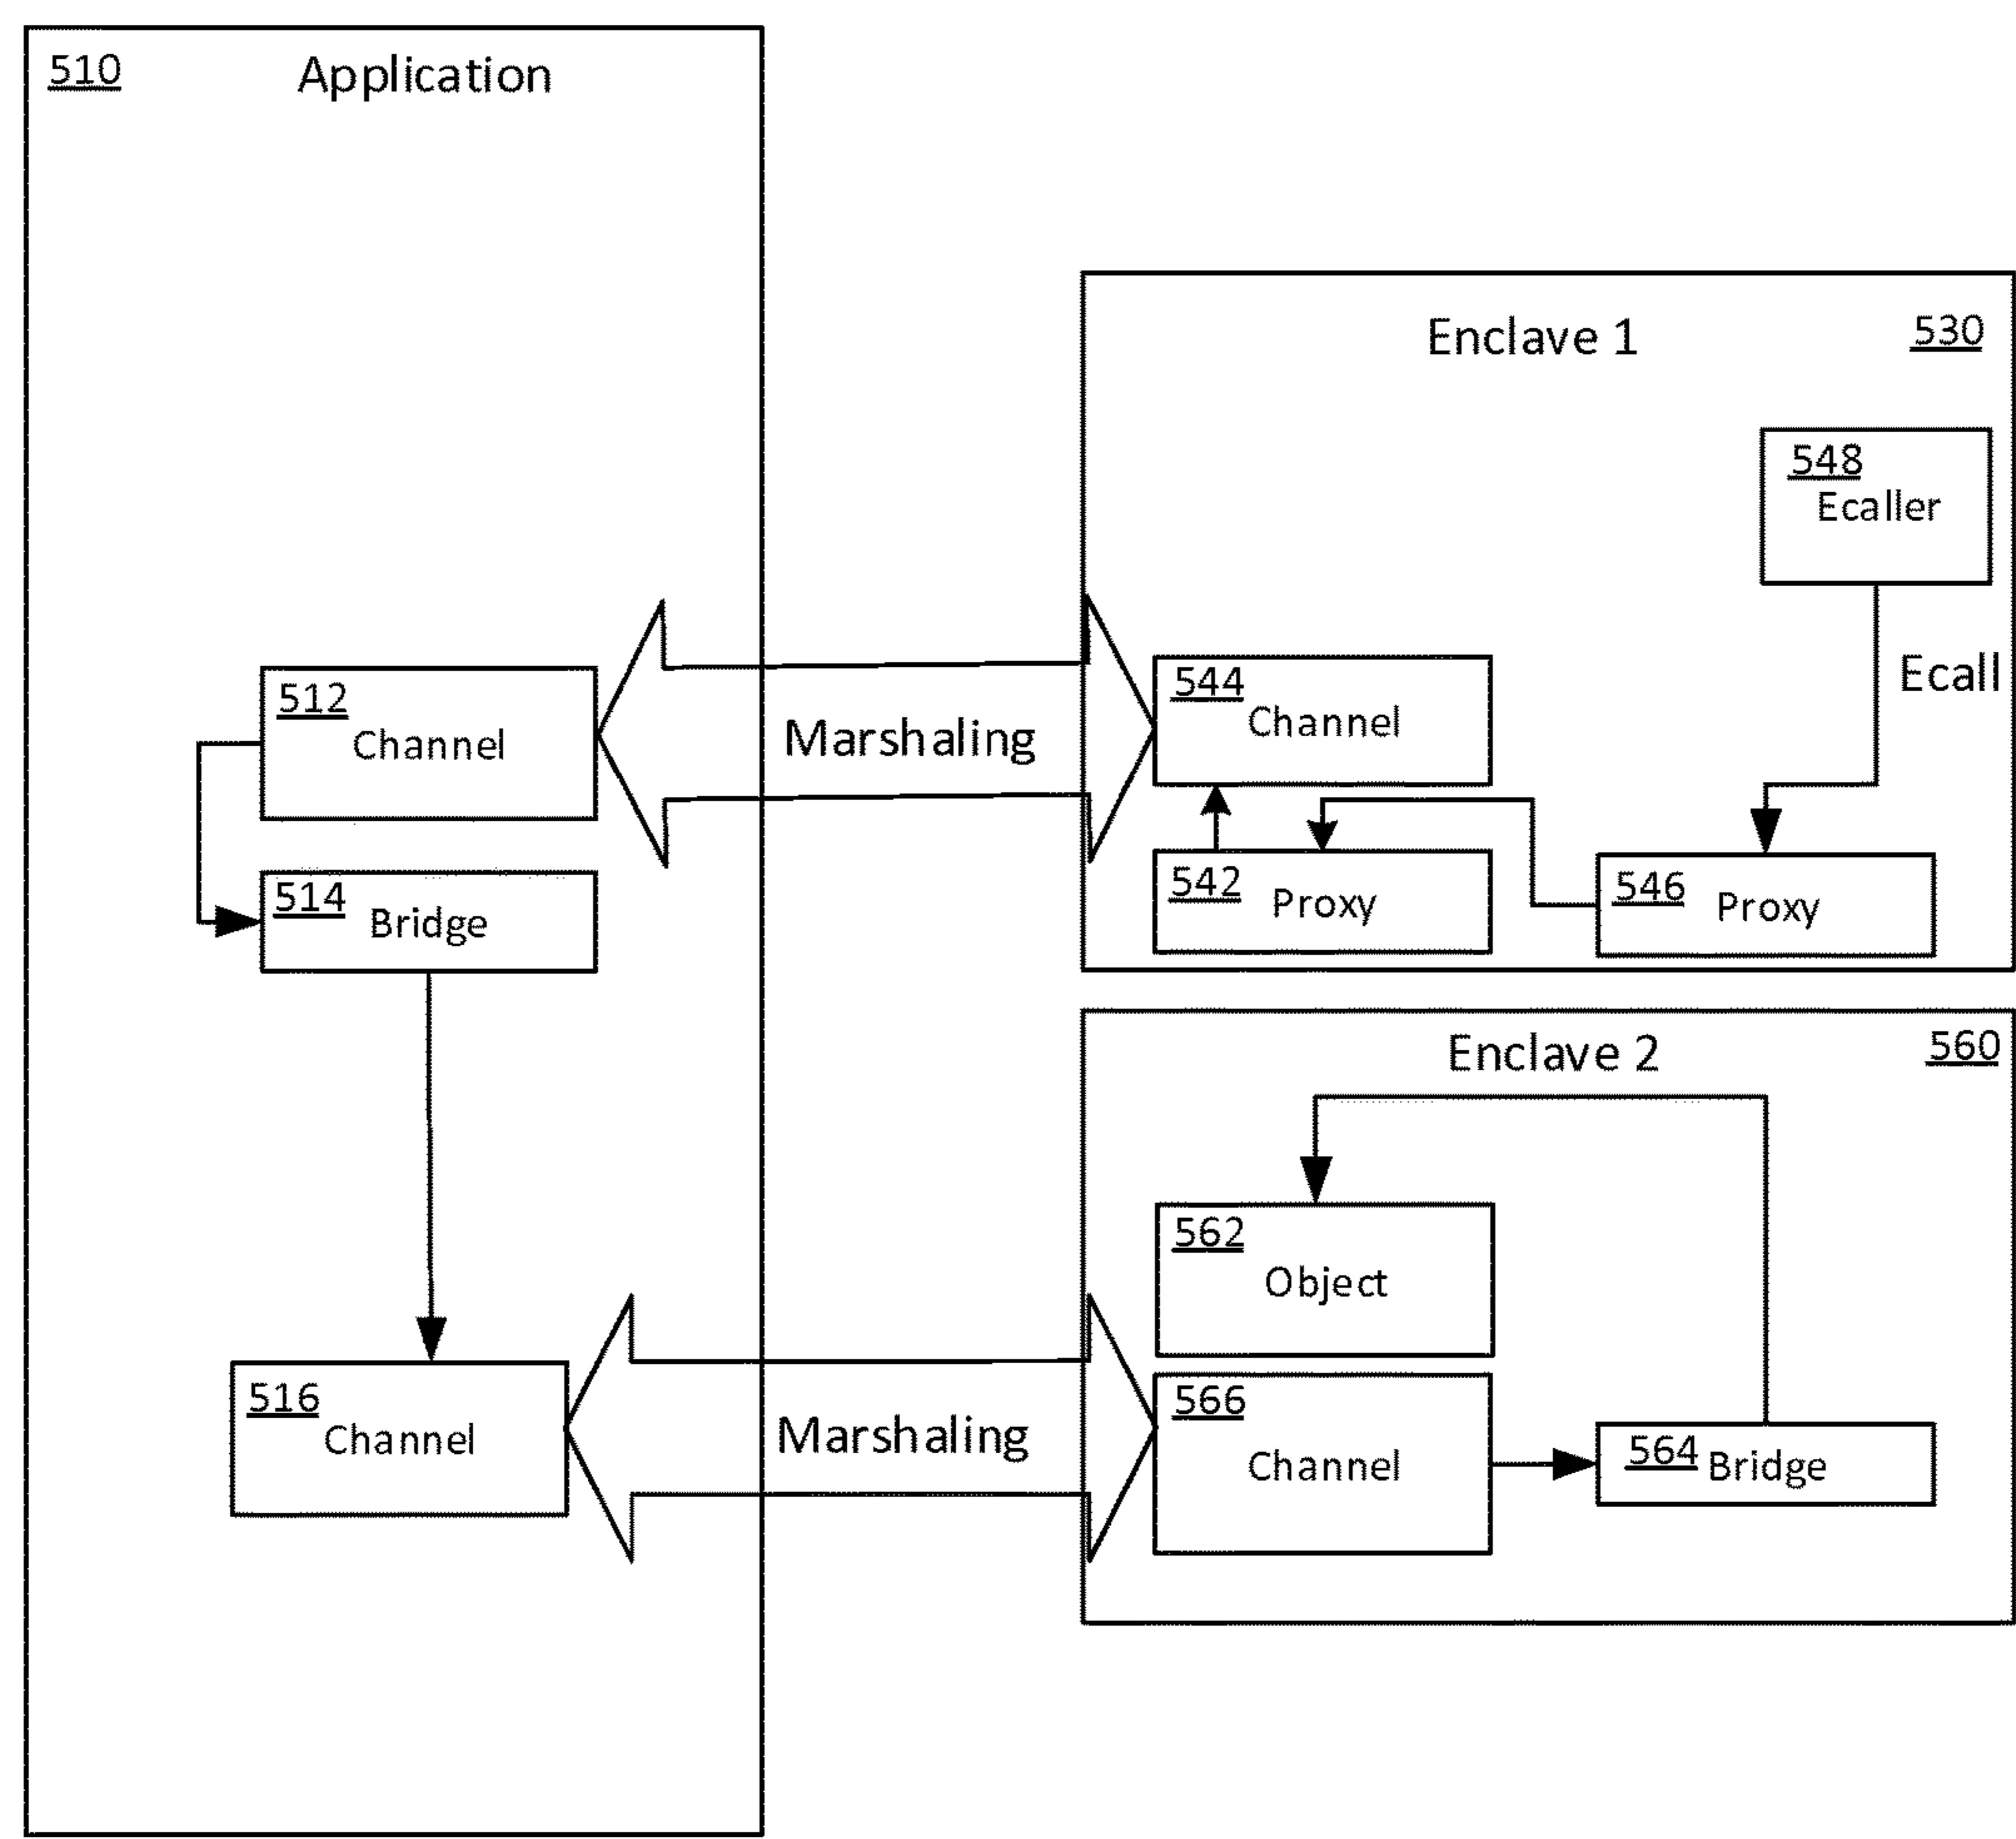 510 Application
Enclave 1 530
548
Ecaller
Ecall
512
Channel
Marshaling
544
Channel
514
Bridge
542 Proxy
546 Proxy
Enclave 2 560
562
Object
516
Channel
Marshaling
566
Channel
564 Bridge